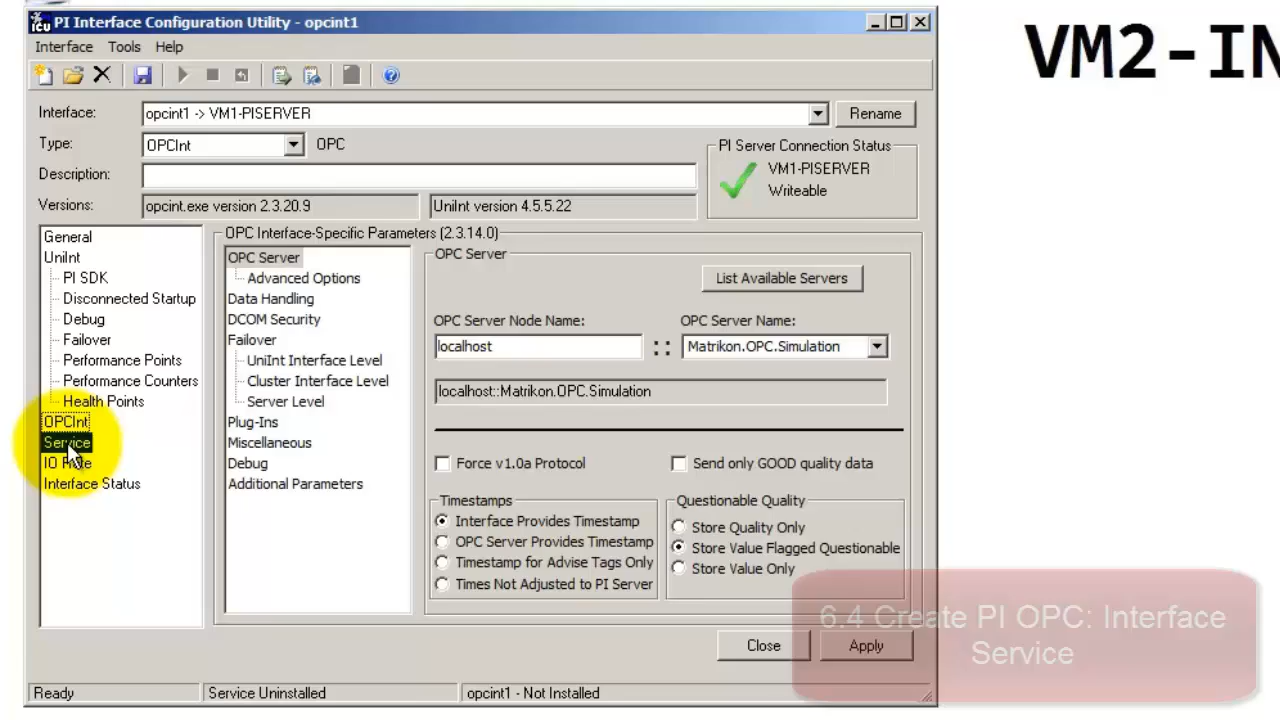 PI Interface Configuration Utility - opcint1
VM2-IN
Interface Tools Help
Interface: opcint1 -> VM1-PISERVER Rename
Type: OPCInt OPC
PI Server Connection Status
VM1-PISERVER
Writeable
Description:
Versions: opcint.exe version 2.3.20.9 UniInt version 4.5.5.22
General
UniInt
PI SDK
Disconnected Startup
Debug
Failover
Performance Points
Performance Counters
Health Points
OPCInt
Service
IO Rate
Interface Status
OPC Interface-Specific Parameters (2.3.14.0)
OPC Server
Advanced Options
Data Handling
DCOM Security
Failover
UniInt Interface Level
Cluster Interface Level
Server Level
Plug-Ins
Miscellaneous
Debug
Additional Parameters
OPC Server
List Available Servers
OPC Server Node Name: OPC Server Name:
localhost :: Matrikon.OPC.Simulation
localhost::Matrikon.OPC.Simulation
Force v1.0a Protocol Send only GOOD quality data
Timestamps
Interface Provides Timestamp
OPC Server Provides Timestamp
Timestamp for Advise Tags Only
Times Not Adjusted to PI Server
Questionable Quality
Store Quality Only
Store Value Flagged Questionable
Store Value Only
6.4 Create PI OPC: Interface
Service
Close Apply
Ready Service Uninstalled opcint1 - Not Installed